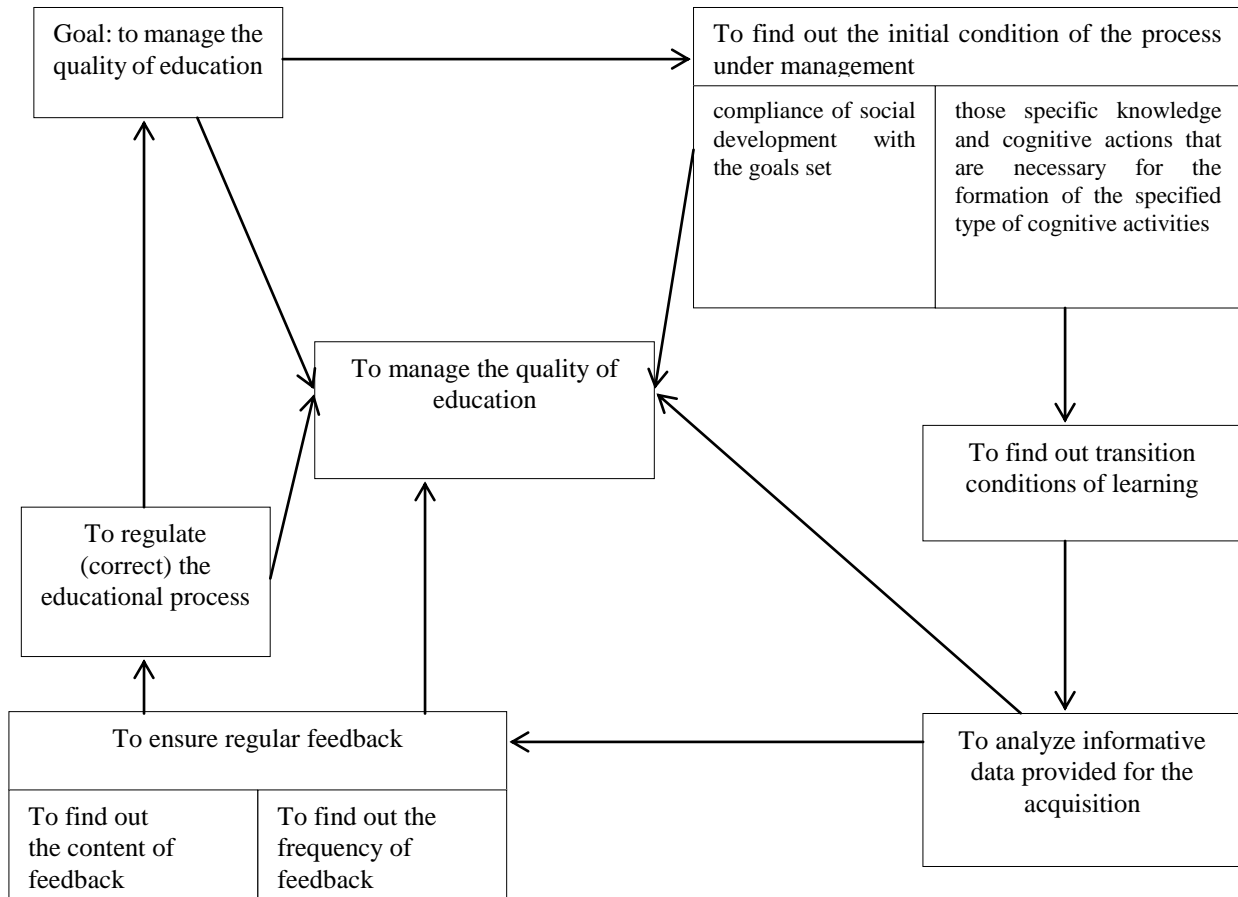 Goal: to manage the
quality of education
To find out the initial condition of the process
under management
compliance of social
development with
the goals set
those specific knowledge
and cognitive actions that
are necessary for the
formation of the specified
type of cognitive activities
To manage the quality of
education
To find out transition
conditions of learning
To regulate
(correct) the
educational process
To ensure regular feedback
To find out
the content of
feedback
To find out the
frequency of
feedback
To analyze informative
data provided for the
acquisition